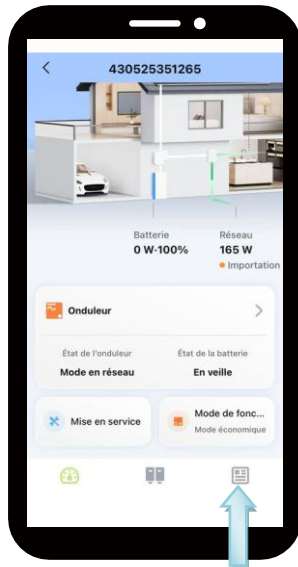 430525351265
Batterie
Réseau
0 W·100%
165 W
Importation
Onduleur
État de l'onduleur
État de la batterie
Mode en réseau
En veille
Mise en service
Mode de fonc...
Mode économique